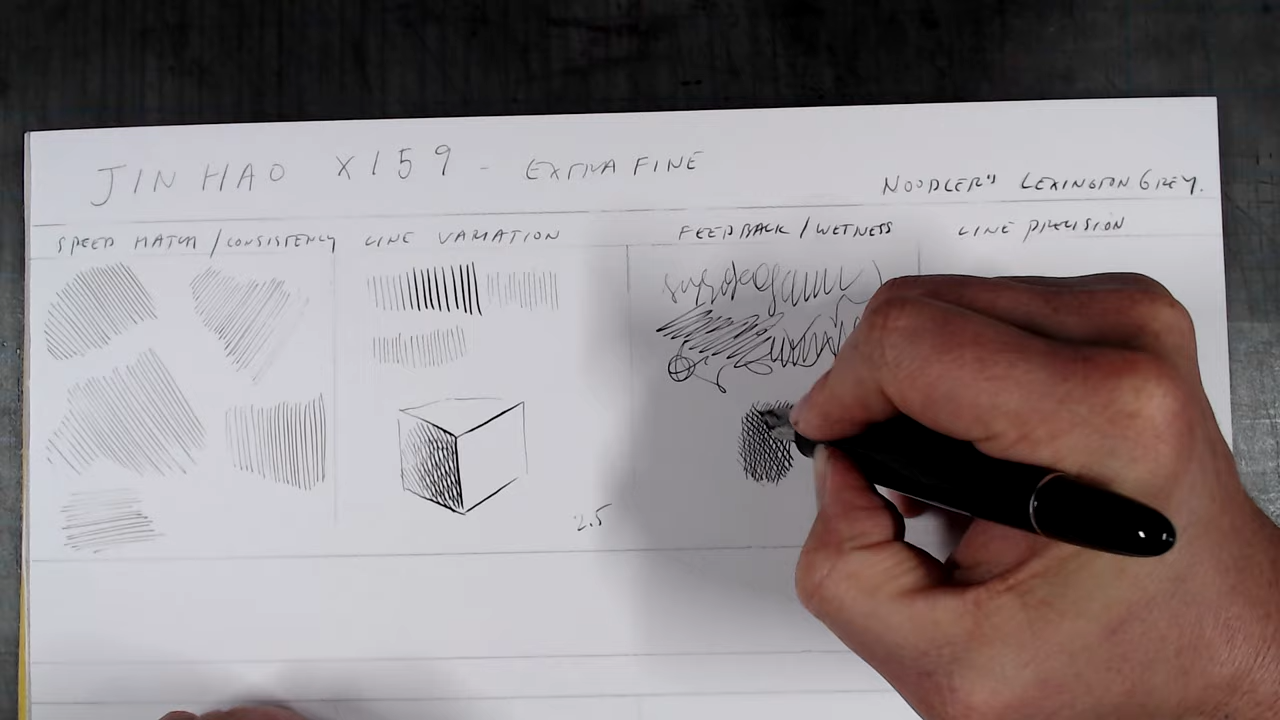 JINHAO X159 - EXTRA FINE
NOODLER'S LEXINGTON GREY.
SPEED MATCH / CONSISTENCY
LINE VARIATION
FEEDBACK / WETNESS
LINE PRECISION
2.5